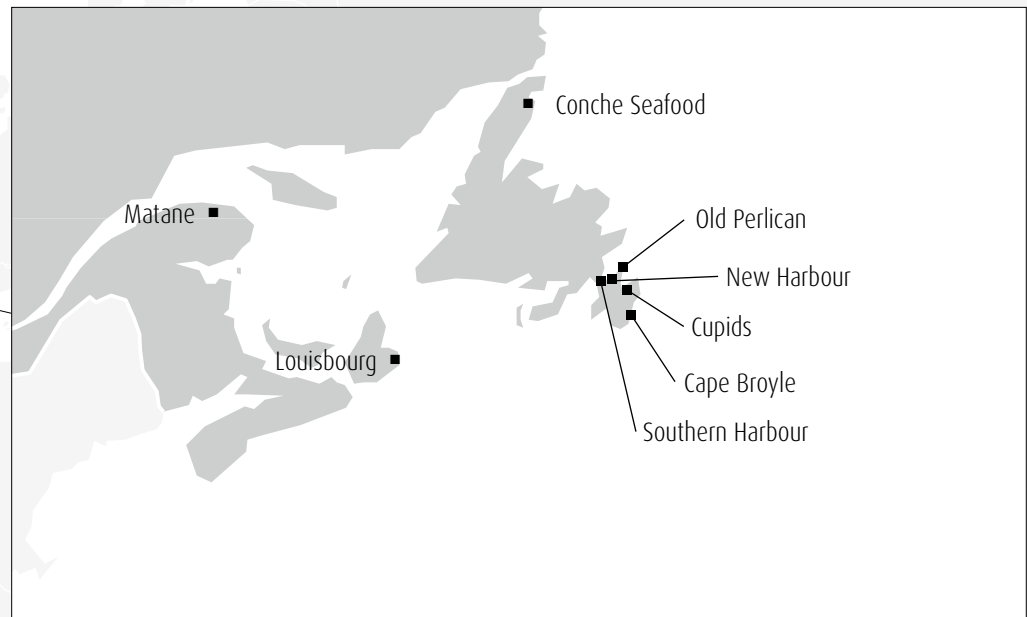 Conche Seafood
Matane
Old Perlican
New Harbour
Cupids
Louisbourg
Cape Broyle
Southern Harbour